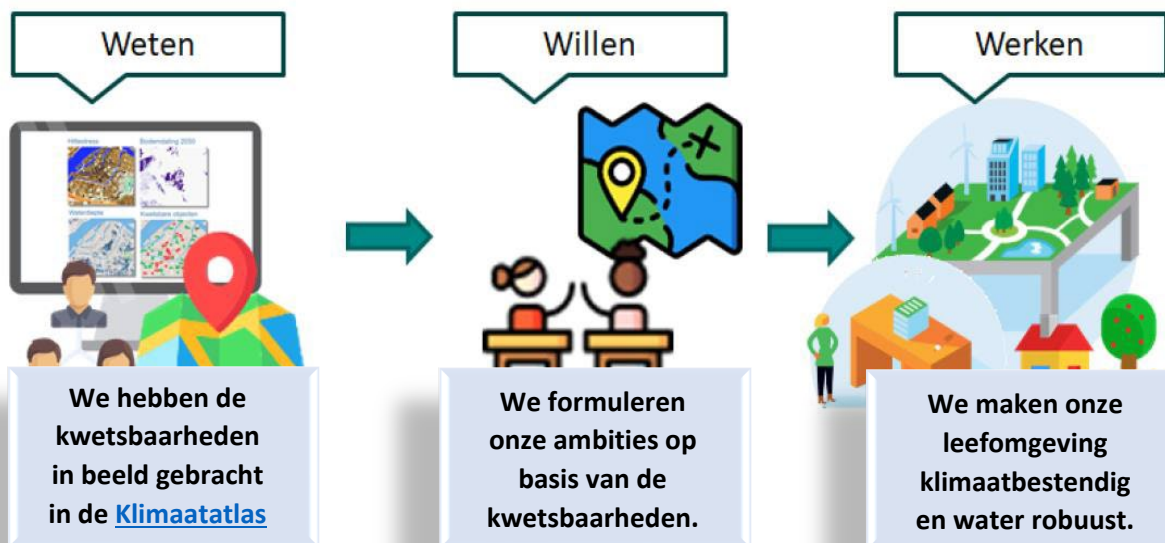 Weten
Willen
Werken
Hittestress
Bodemdaling 2050
Waterdiepte
Kwetsbare objecten
We hebben de
kwetsbaarheden
in beeld gebracht
in de Klimaatatlas
We formuleren
onze ambities op
basis van de
kwetsbaarheden.
We maken onze
leefomgeving
klimaatbestendig
en water robuust.